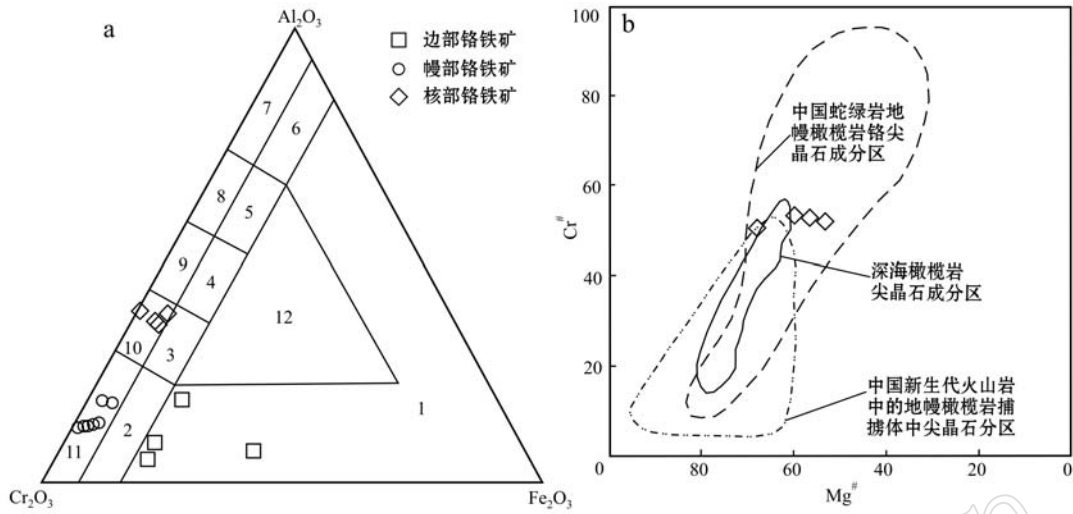 a
Al₂O₃
边部铬铁矿
幔部铬铁矿
核部铬铁矿
7
6
8
5
9
4
12
10
3
1
2
11
Cr₂O₃
Fe₂O₃
b
100
80
60
40
20
0
Cr#
中国蛇绿岩地
幔橄榄岩铬尖
晶石成分区
深海橄榄岩
尖晶石成分区
中国新生代火山岩
中的地幔橄榄岩捕
掳体中尖晶石分区
80
60
40
20
0
Mg#